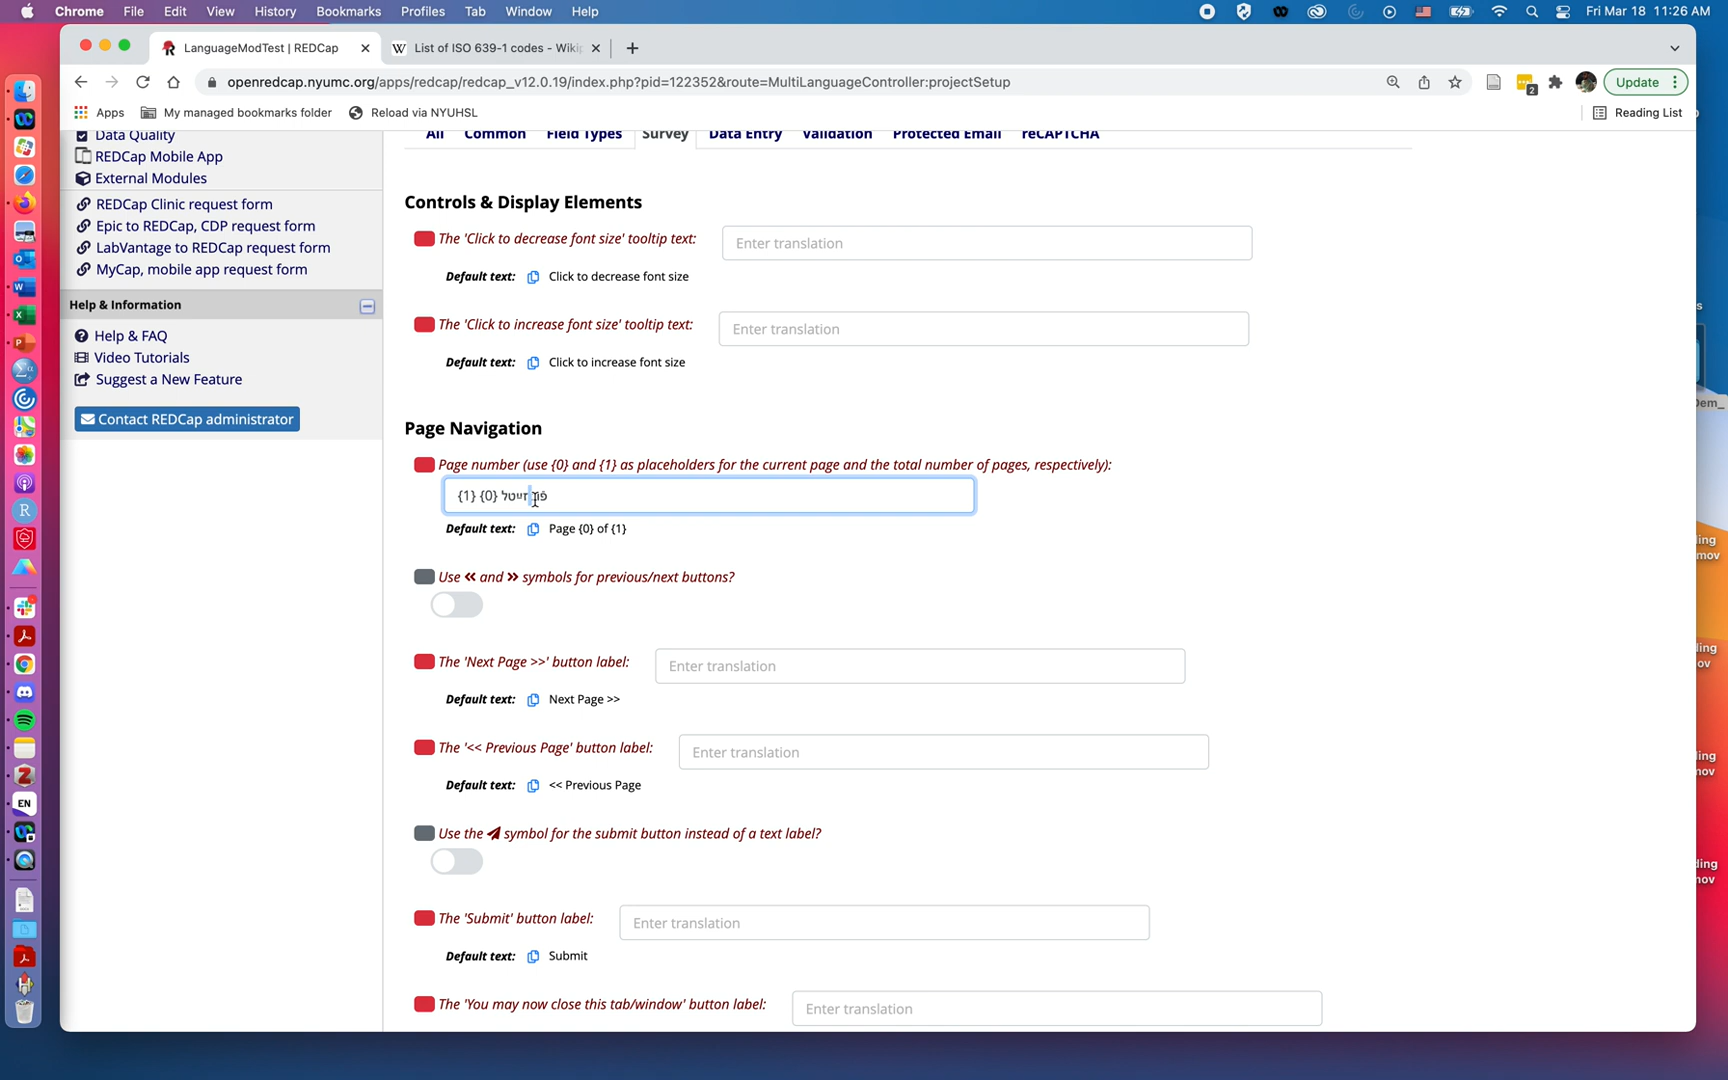 Chrome File Edit View History Bookmarks Profiles Tab Window Help
Fri Mar 18 11:26 AM
LanguageModTest | REDCap
W List of ISO 639-1 codes - Wiki
openredcap.nyumc.org/apps/redcap/redcap_v12.0.19/index.php?pid=122352&route=MultiLanguageController:projectSetup
2
Update
Apps My managed bookmarks folder Reload via NYUHSL
Reading List
Data Quality
REDCap Mobile App
External Modules
REDCap Clinic request form
Epic to REDCap, CDP request form
LabVantage to REDCap request form
MyCap, mobile app request form
Help & Information
Help & FAQ
Video Tutorials
Suggest a New Feature
Contact REDCap administrator
All Common Field Types Survey Data Entry Validation Protected Email reCAPTCHA
Controls & Display Elements
The 'Click to decrease font size' tooltip text:
Enter translation
Default text: Click to decrease font size
The 'Click to increase font size' tooltip text:
Enter translation
Default text: Click to increase font size
Page Navigation
Page number (use {0} and {1} as placeholders for the current page and the total number of pages, respectively):
{1} {0}
Default text: Page {0} of {1}
Use « and » symbols for previous/next buttons?
The 'Next Page >>' button label:
Enter translation
Default text: Next Page >>
The '<< Previous Page' button label:
Enter translation
Default text: << Previous Page
Use the symbol for the submit button instead of a text label?
The 'Submit' button label:
Enter translation
Default text: Submit
The 'You may now close this tab/window' button label:
Enter translation
EN
Dem_
ding
mov
ding
ov
ding
mov
ding
mov